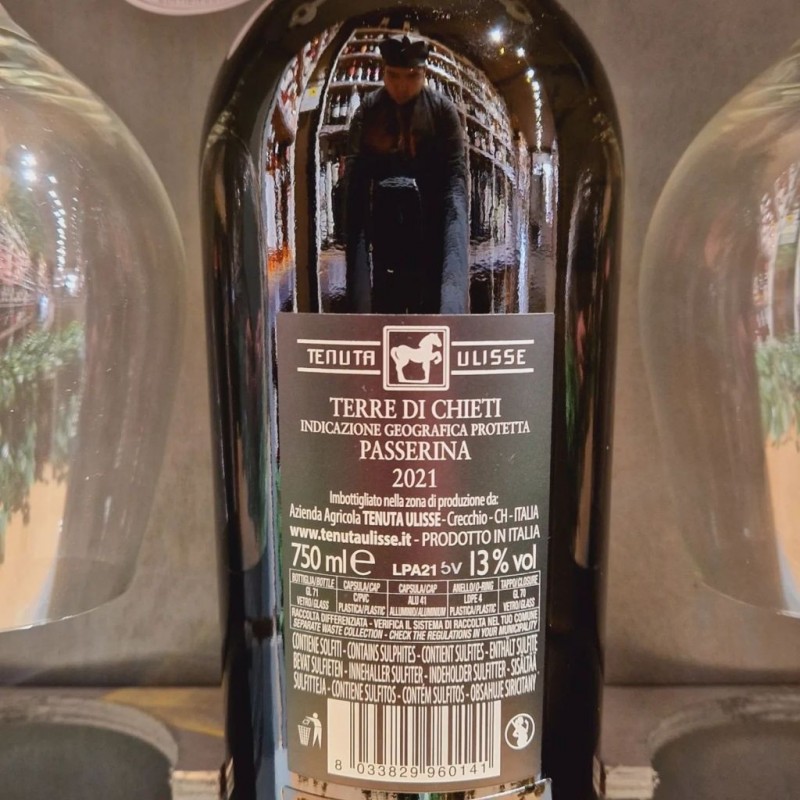 TENUTA ULISSE
TERRE DI CHIETI
INDICAZIONE GEOGRAFICA PROTETTA
PASSERINA
2021
Imbottigliato nella zona di produzione da:
Azienda Agricola TENUTA ULISSE - Crecchio - CH - ITALIA
www.tenutaulisse.it - PRODOTTO IN ITALIA
750 ml e LPA21 5V 13% vol
BOTTIGLIA/BOTTLE CAPSULA/CAP CAPSULA/CAP ANELLO/O-RING TAPPO/CLOSURE
GL 71 C/PVC ALU 41 LDPE 4 GL 70
VETRO/GLASS PLASTICA/PLASTIC ALLUMINIO/ALUMINIUM PLASTICA/PLASTIC VETRO/GLASS
RACCOLTA DIFFERENZIATA - VERIFICA IL SISTEMA DI RACCOLTA NEL TUO COMUNE
SEPARATE WASTE COLLECTION - CHECK THE REGULATIONS IN YOUR MUNICIPALITY
CONTIENE SOLFITI - CONTAINS SULPHITES - CONTIENT SULFITES - ENTHÄLT SULFITE
BEVAT SULFIETEN - INNEHALLER SULFITER - INDEHOLDER SULFITTER - SISÄLTÄÄ
SULFITTEJA - CONTIENE SULFITOS - CONTÉM SULFITOS - OBSAHUJE SIRICITANY
8 033829 960141